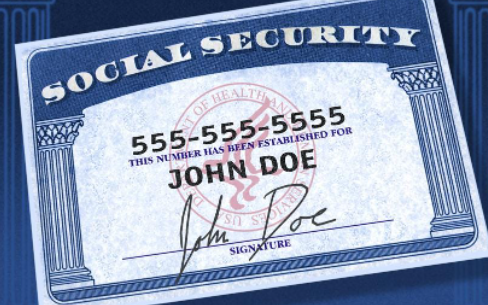 SOCIAL SECURITY
555-555-5555
THIS NUMBER HAS BEEN ESTABLISHED FOR
JOHN DOE
John Doe
SIGNATURE